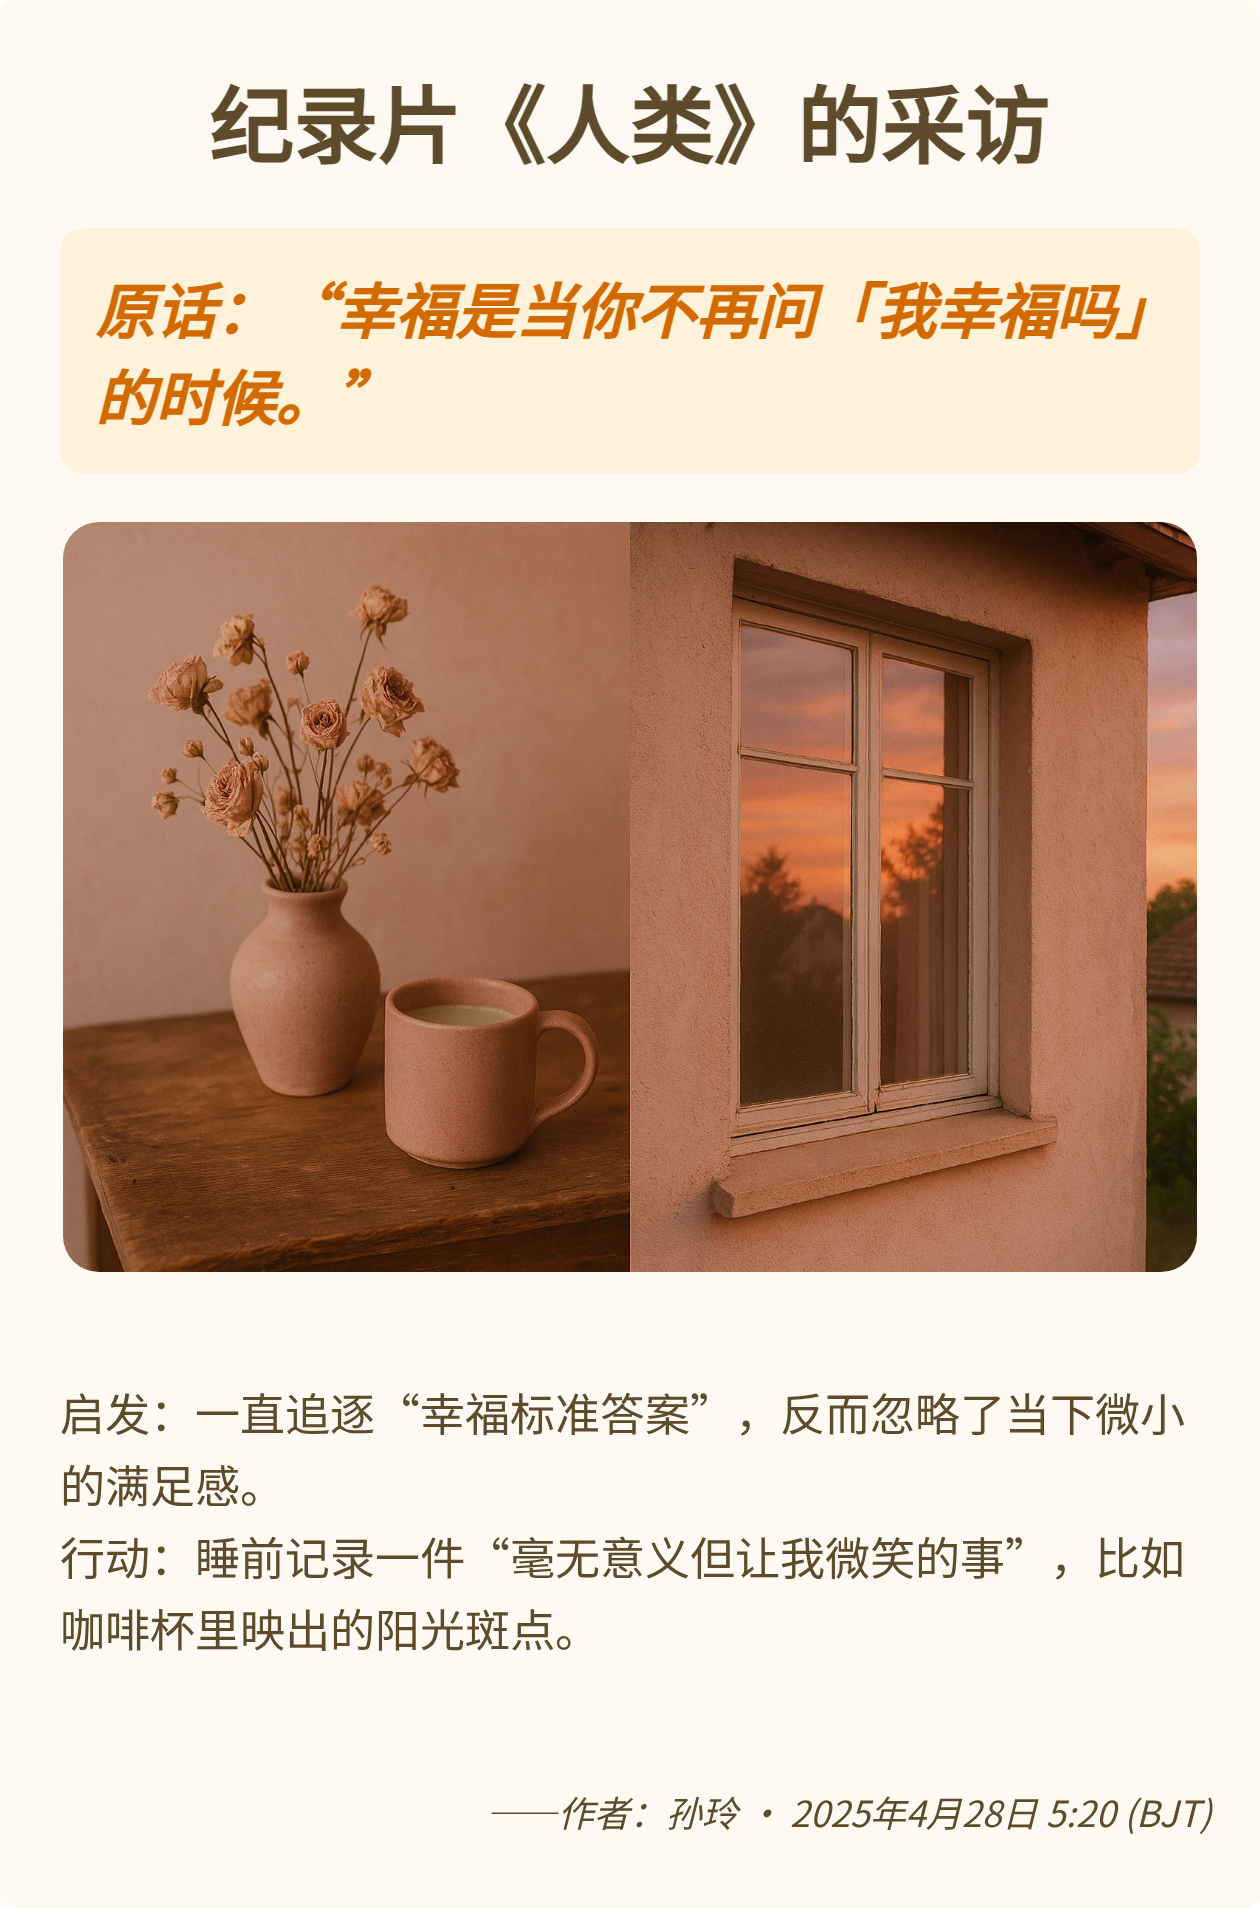 纪录片《人类》的采访
原话：“幸福是当你不再问「我幸福吗」
的时候。”
启发：一直追逐“幸福标准答案”，反而忽略了当下微小
的满足感。
行动：睡前记录一件“毫无意义但让我微笑的事”，比如
咖啡杯里映出的阳光斑点。
——作者：孙玲 • 2025年4月28日 5:20 (BJT)